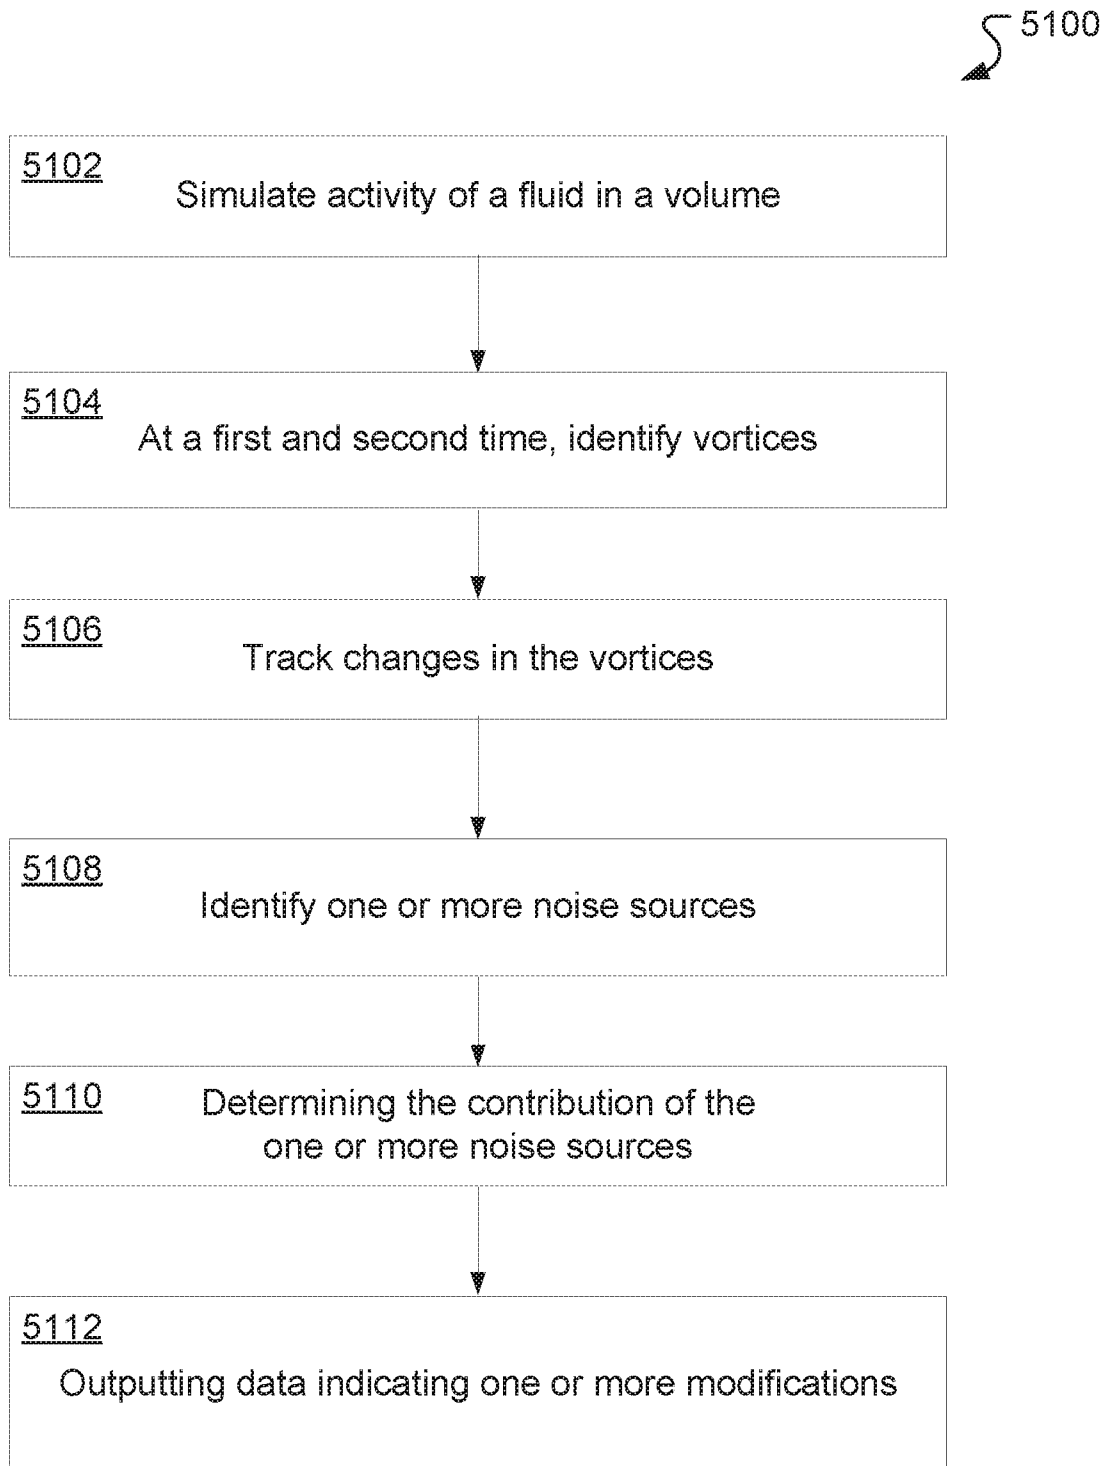 5100
5102
Simulate activity of a fluid in a volume
5104
At a first and second time, identify vortices
5106
Track changes in the vortices
5108
Identify one or more noise sources
5110
Determining the contribution of the
one or more noise sources
5112
Outputting data indicating one or more modifications